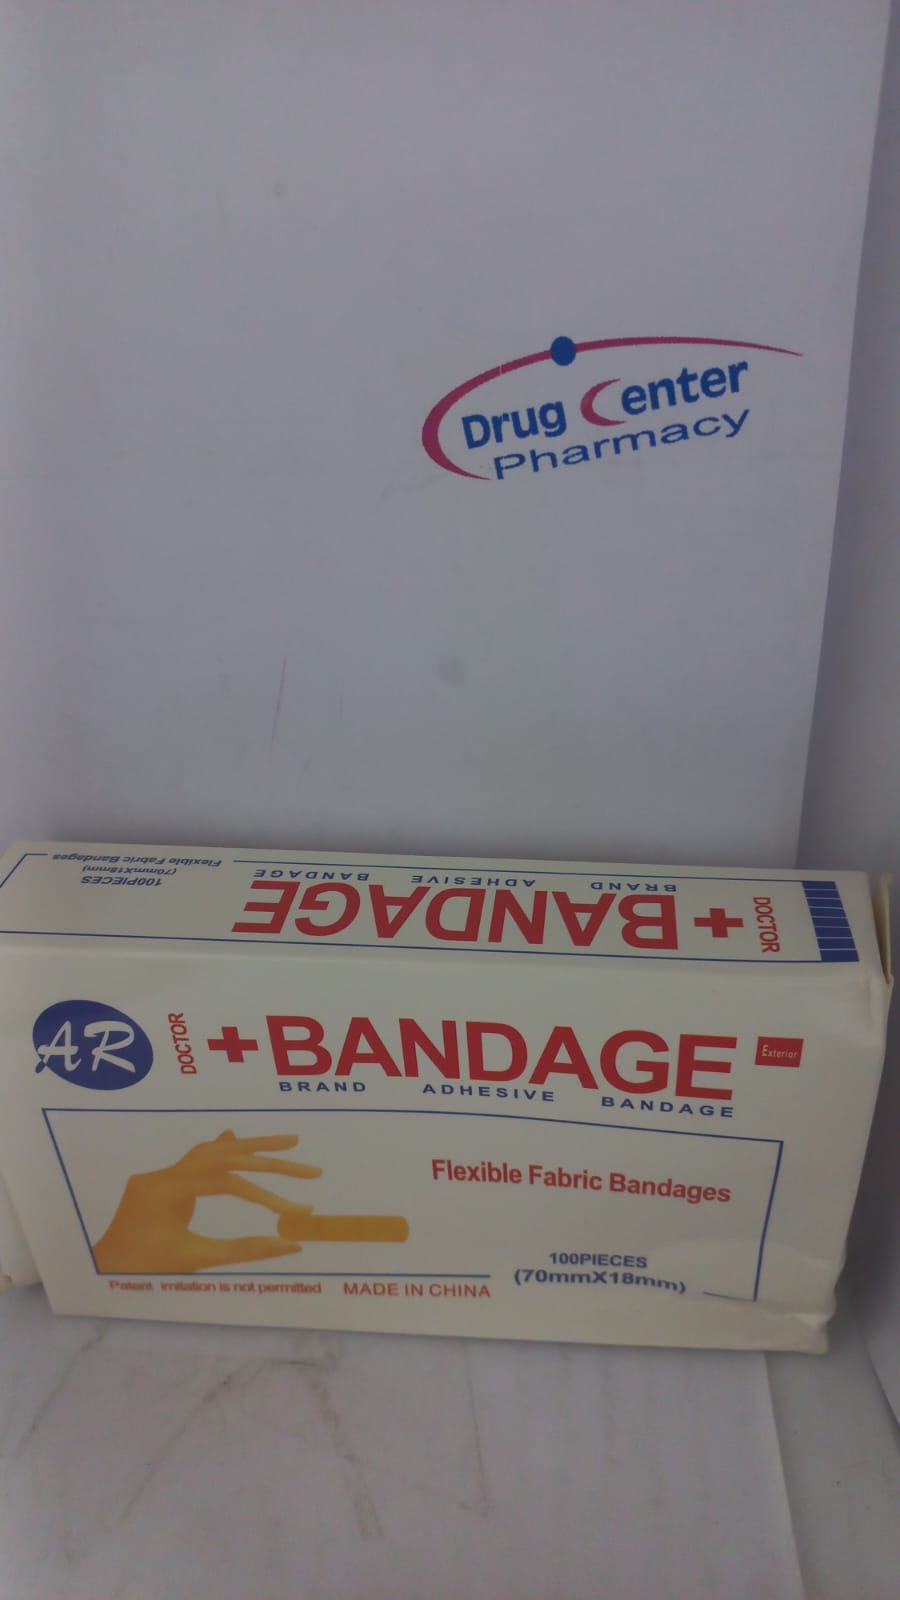 Drug Center
Pharmacy
100PIECES
(70mmX18mm)
Flexible Fabric Bandages
DOCTOR
+BANDAGE
BRAND ADHESIVE BANDAGE
AR
DOCTOR
+BANDAGE
Exterior
BRAND ADHESIVE BANDAGE
Flexible Fabric Bandages
100PIECES
(70mmX18mm)
Patent imitation is not permitted MADE IN CHINA